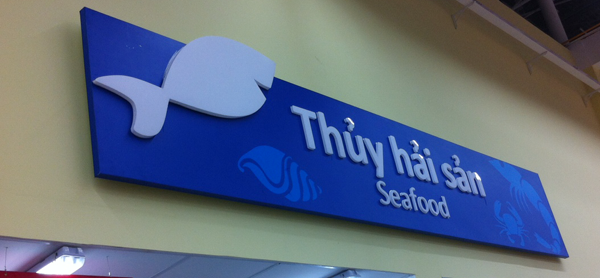 Thủy hải sản
Seafood